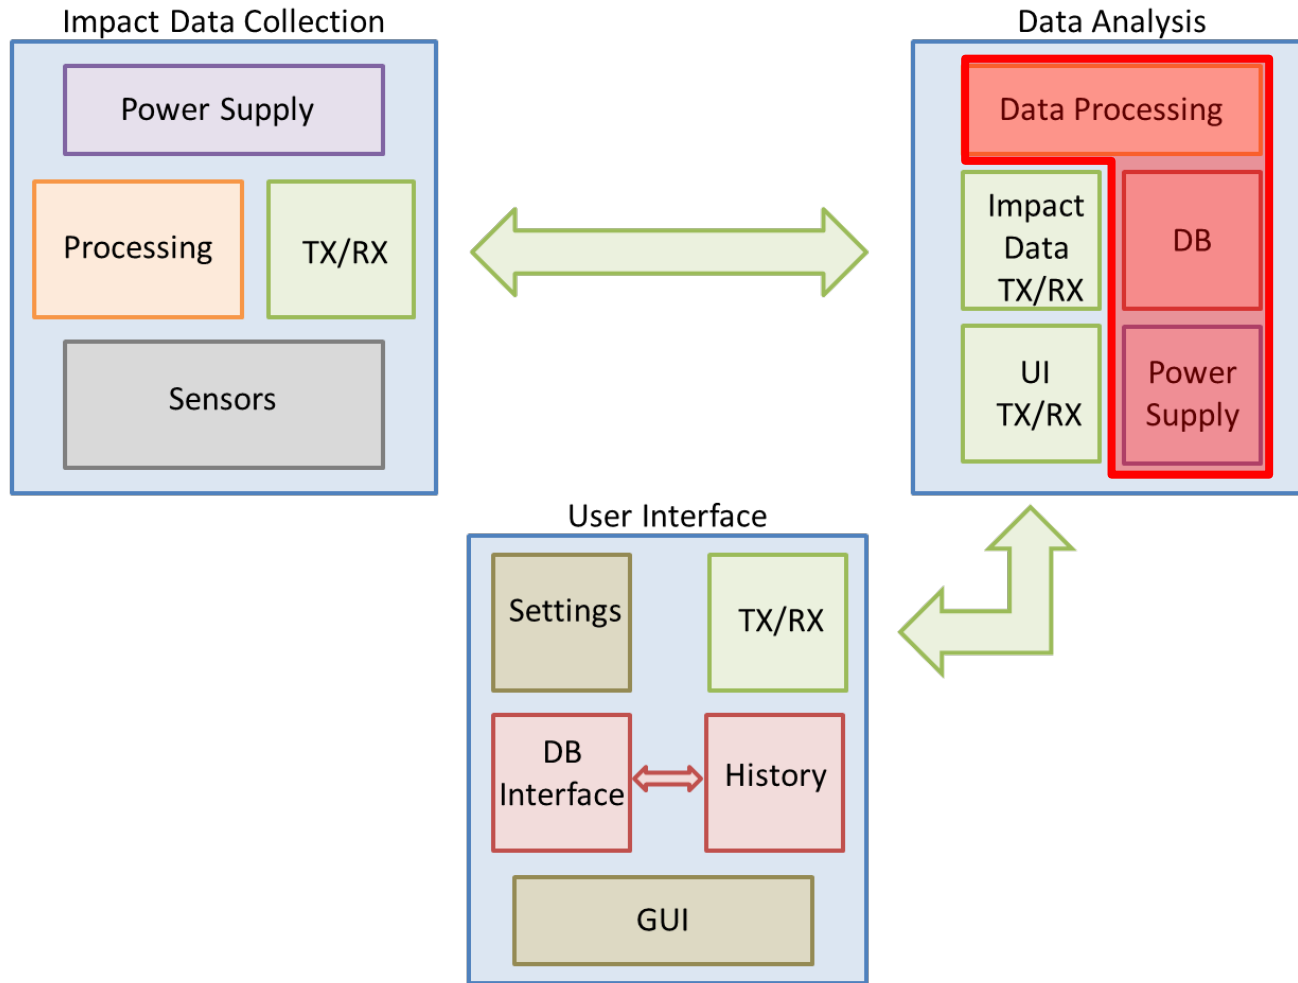 Impact Data Collection
Power Supply
Processing
TX/RX
Sensors
Data Analysis
Data Processing
Impact
Data
TX/RX
DB
UI
TX/RX
Power
Supply
User Interface
Settings
TX/RX
DB
Interface
History
GUI